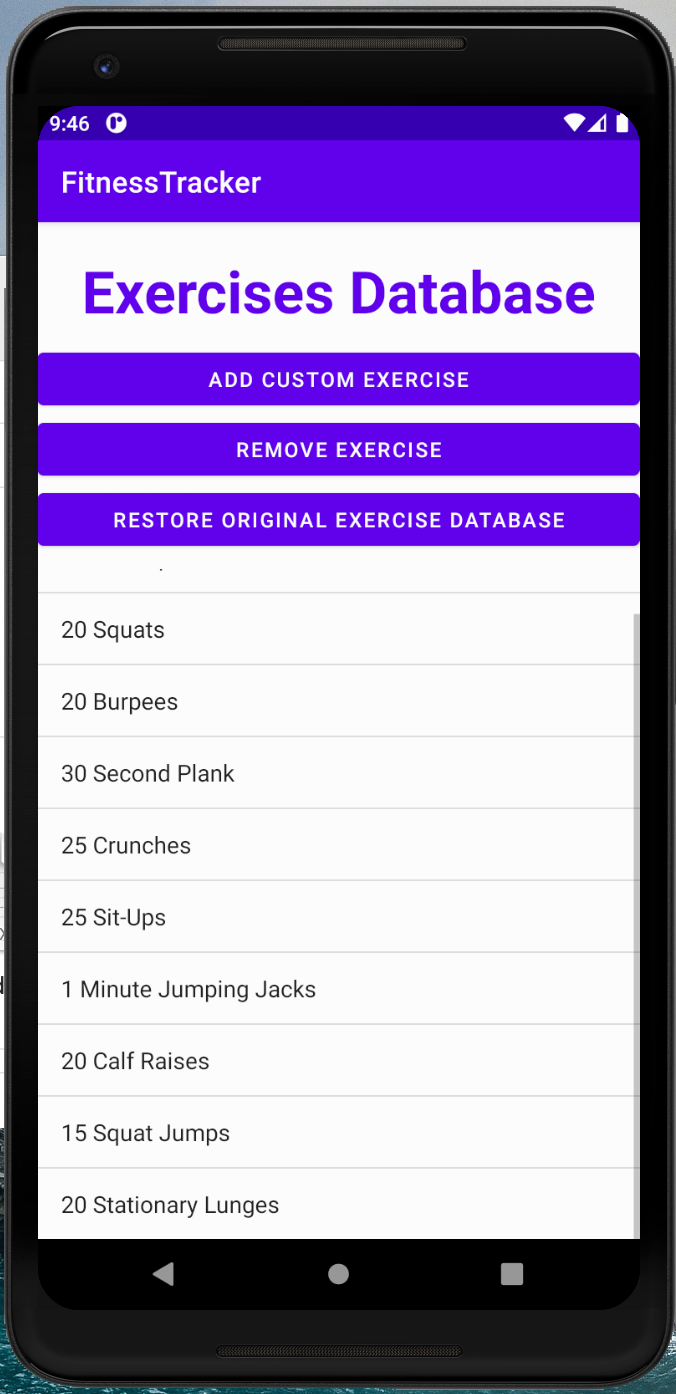 9:46
FitnessTracker
Exercises Database
ADD CUSTOM EXERCISE
REMOVE EXERCISE
RESTORE ORIGINAL EXERCISE DATABASE
20 Squats
20 Burpees
30 Second Plank
25 Crunches
25 Sit-Ups
1 Minute Jumping Jacks
20 Calf Raises
15 Squat Jumps
20 Stationary Lunges